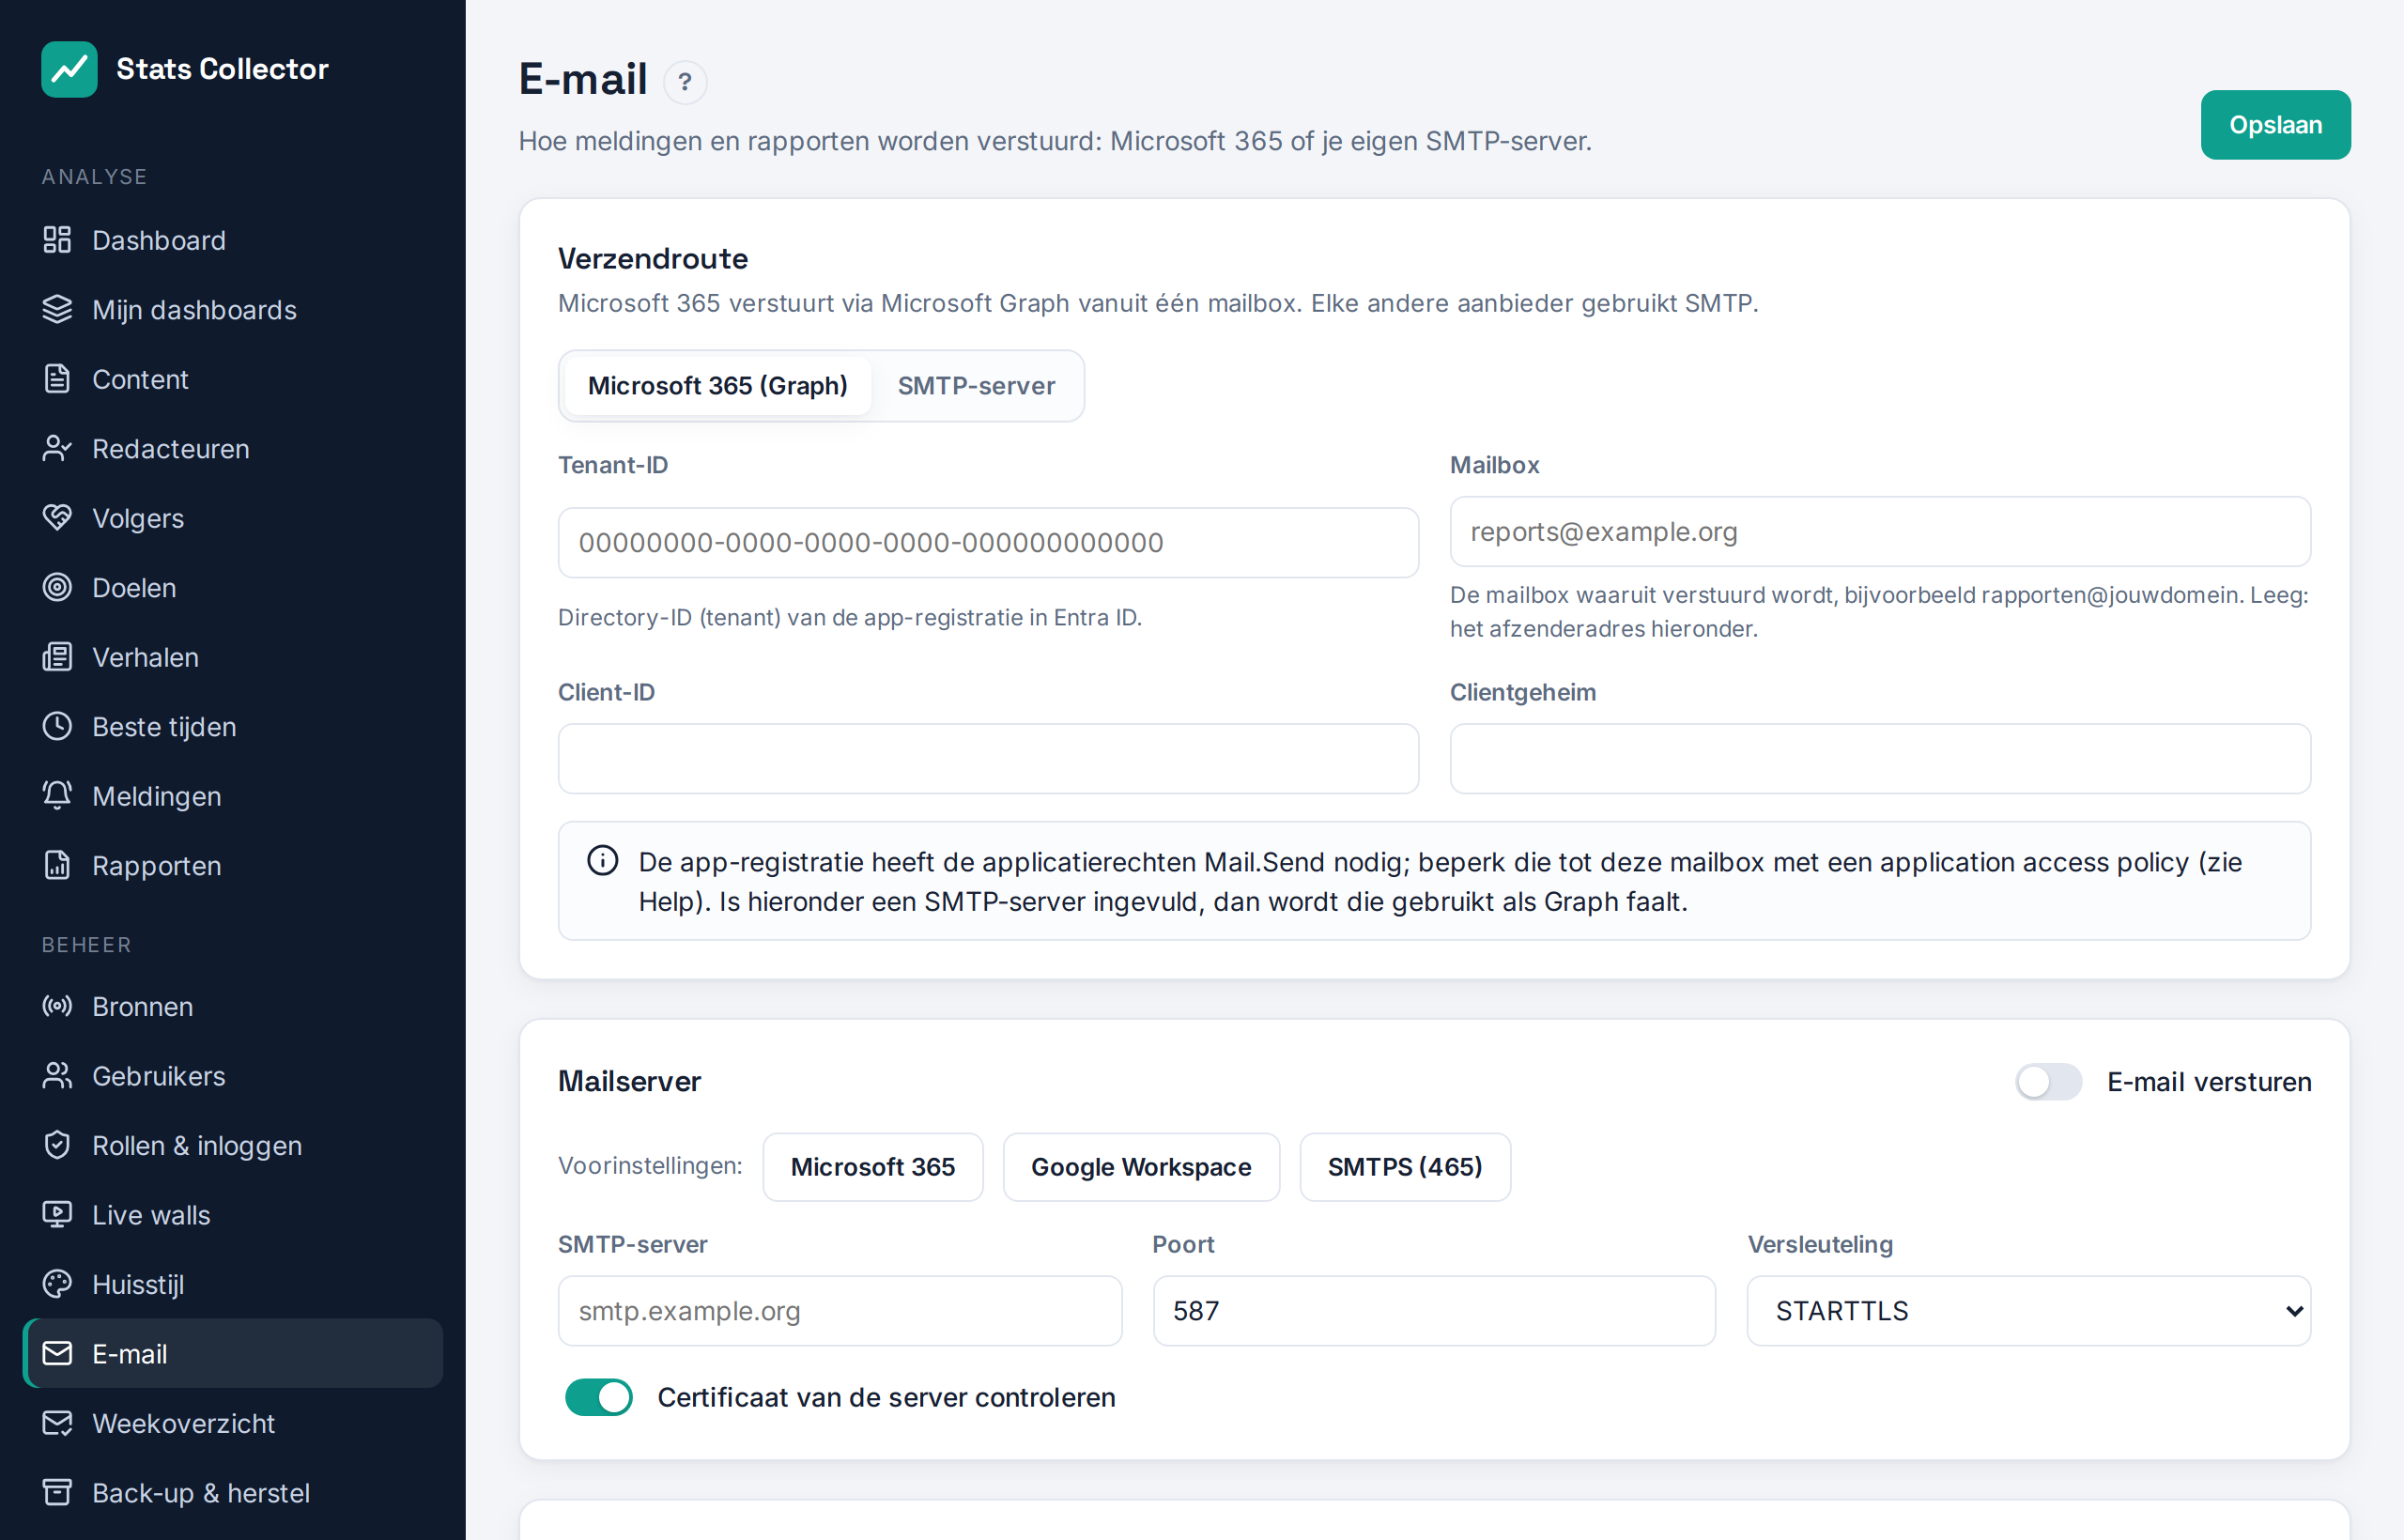 Stats Collector
ANALYSE
Dashboard
Mijn dashboards
Content
Redacteuren
Volgers
Doelen
Verhalen
Beste tijden
Meldingen
Rapporten
BEHEER
Bronnen
Gebruikers
Rollen & inloggen
Live walls
Huisstijl
E-mail
Weekoverzicht
Back-up & herstel
E-mail ?
Hoe meldingen en rapporten worden verstuurd: Microsoft 365 of je eigen SMTP-server.
Opslaan
Verzendroute
Microsoft 365 verstuurt via Microsoft Graph vanuit één mailbox. Elke andere aanbieder gebruikt SMTP.
Microsoft 365 (Graph) SMTP-server
Tenant-ID
00000000-0000-0000-0000-000000000000
Directory-ID (tenant) van de app-registratie in Entra ID.
Mailbox
reports@example.org
De mailbox waaruit verstuurd wordt, bijvoorbeeld rapporten@jouwdomein. Leeg:
het afzenderadres hieronder.
Client-ID
Clientgeheim
De app-registratie heeft de applicatierechten Mail.Send nodig; beperk die tot deze mailbox met een application access policy (zie
Help). Is hieronder een SMTP-server ingevuld, dan wordt die gebruikt als Graph faalt.
Mailserver
E-mail versturen
Voorinstellingen: Microsoft 365 Google Workspace SMTPS (465)
SMTP-server
smtp.example.org
Poort
587
Versleuteling
STARTTLS
Certificaat van de server controleren